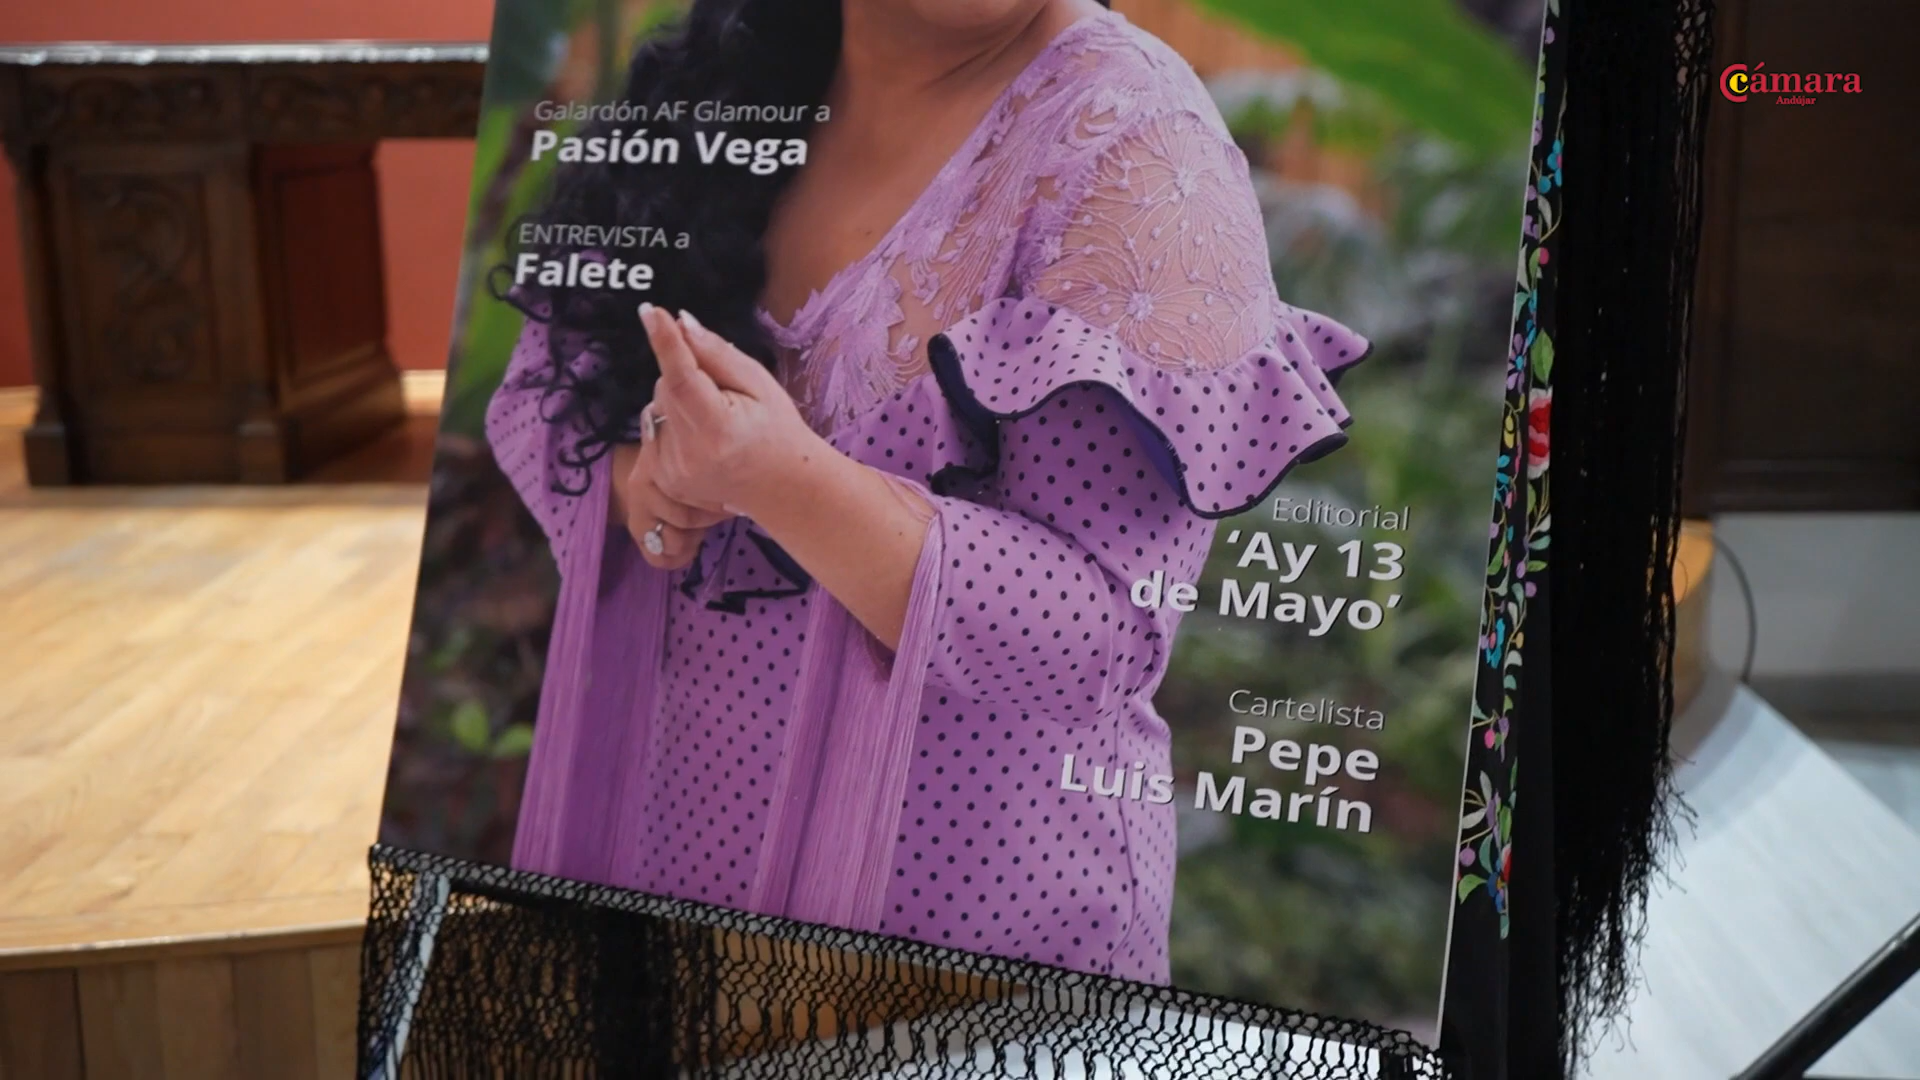 Cámara
Andújar
Galardón AF Glamour a
Pasión Vega
ENTREVISTA a
Falete
Editorial
‘Ay 13
de Mayo’
Cartelista
Pepe
Luis Marín